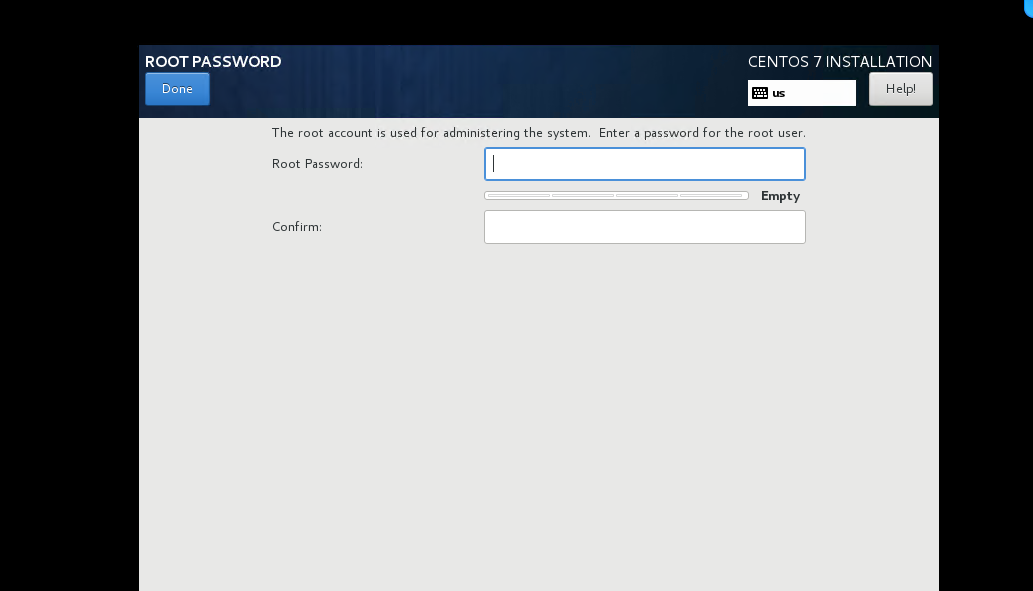 ROOT PASSWORD
CENTOS 7 INSTALLATION
Done
us
Help!
The root account is used for administering the system.  Enter a password for the root user.
Root Password:
Empty
Confirm: